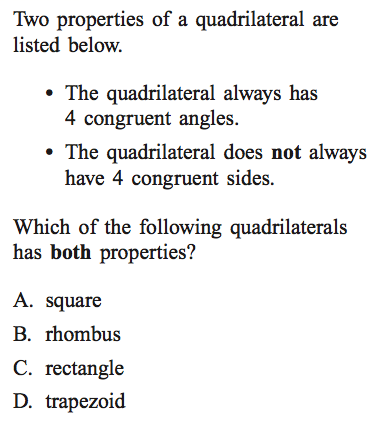 Two properties of a quadrilateral are
listed below.
• The quadrilateral always has
4 congruent angles.
• The quadrilateral does not always
have 4 congruent sides.
Which of the following quadrilaterals
has both properties?
A. square
B. rhombus
C. rectangle
D. trapezoid